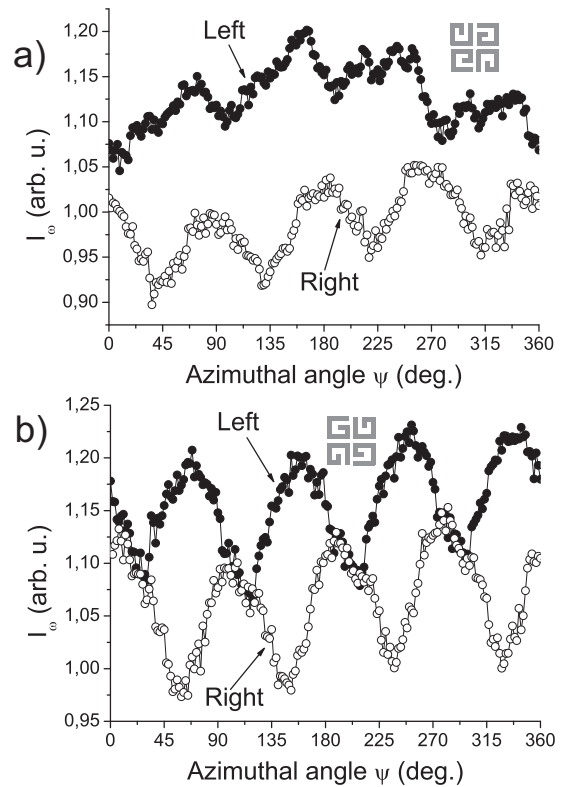 a)
Left
Right
1,20
1,15
1,10
1,05
1,00
0,95
0,90
I ω (arb. u.)
0 45 90 135 180 225 270 315 360
Azimuthal angle ψ (deg.)
b)
Left
Right
1,25
1,20
1,15
1,10
1,05
1,00
0,95
I ω (arb. u.)
0 45 90 135 180 225 270 315 360
Azimuthal angle ψ (deg.)